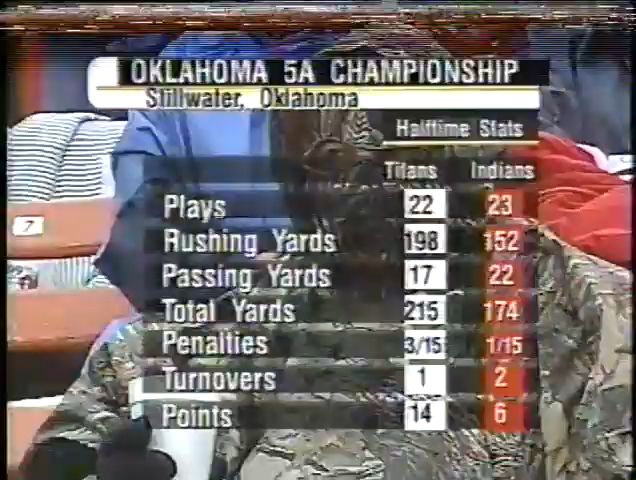 OKLAHOMA 5A CHAMPIONSHIP
Stillwater, Oklahoma
Halftime Stats
Titans Indians
Plays 22 23
7
Rushing Yards 198 152
Passing Yards 17 22
Total Yards 215 174
Penalties 3/15 1/15
Turnovers 1 2
Points 14 6